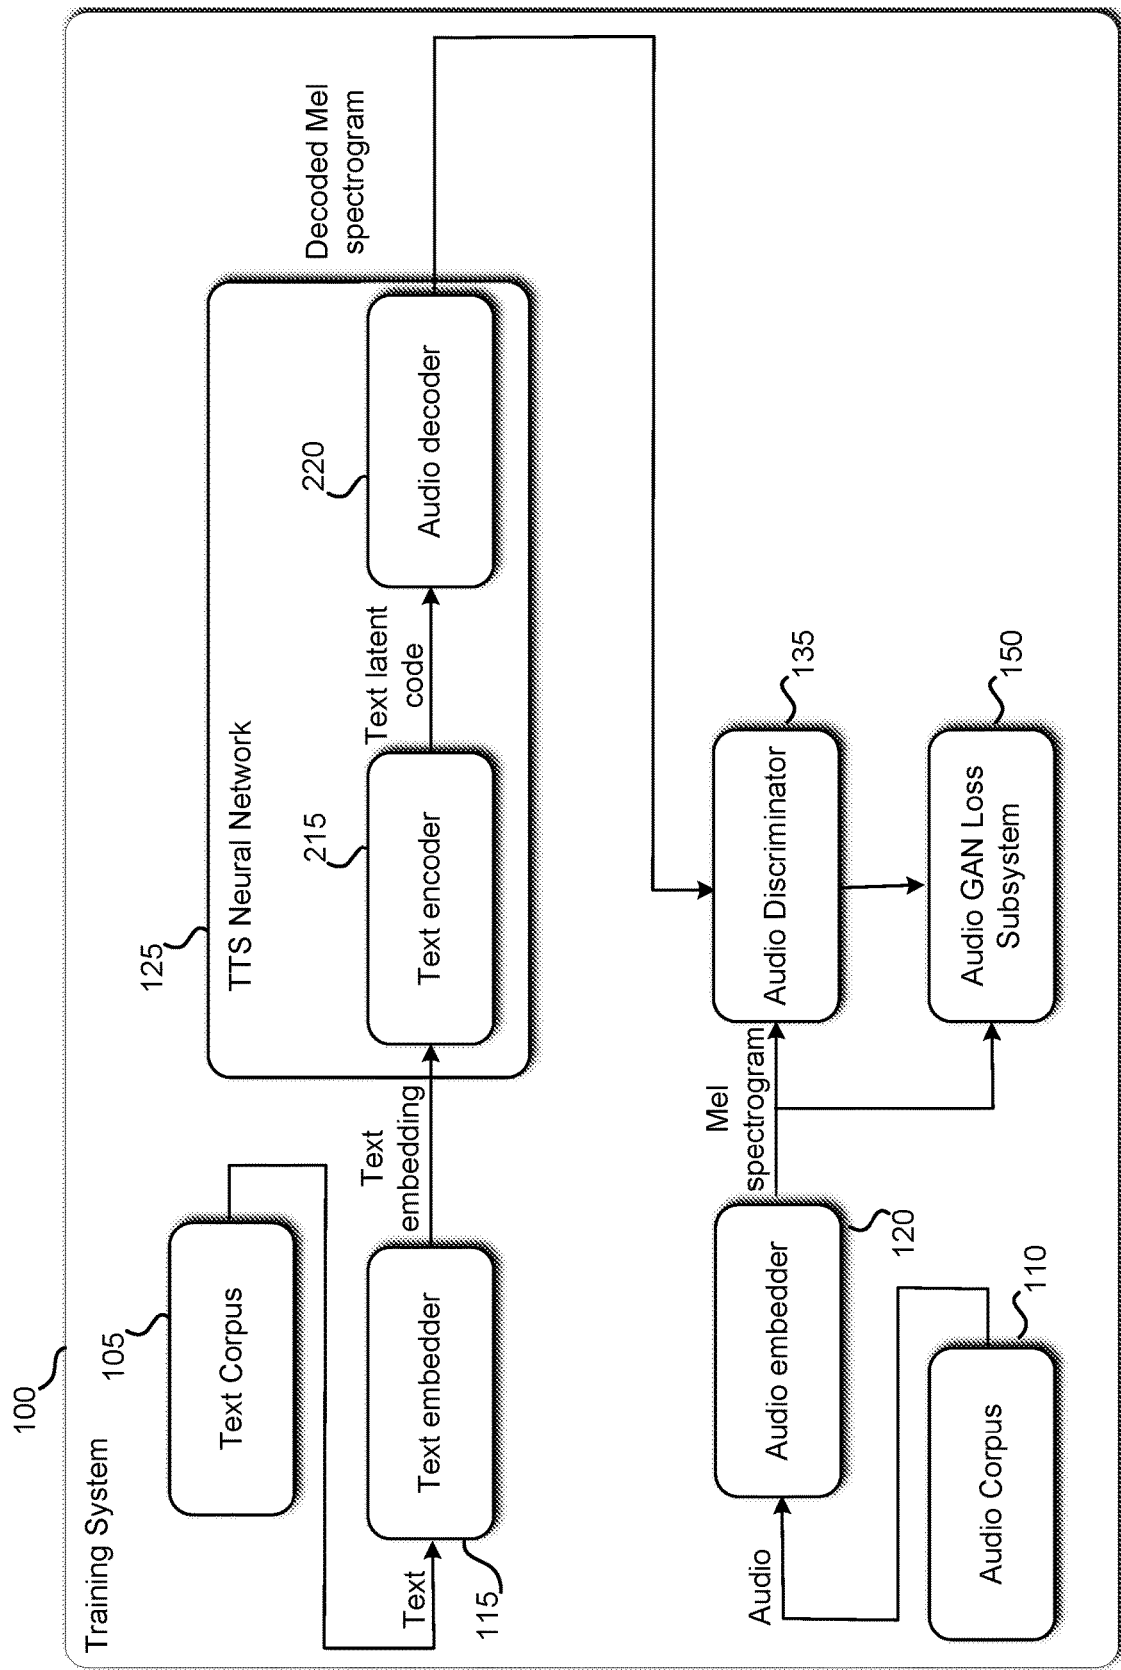 100
Training System
105
Text Corpus
Text
115
Text embedder
Text
embedding
125
TTS Neural Network
215
Text encoder
Text latent
code
220
Audio decoder
Decoded Mel
spectrogram
Audio
Audio embedder
120
Audio Corpus
110
Mel
spectrogram
Audio Discriminator
135
Audio GAN Loss
Subsystem
150